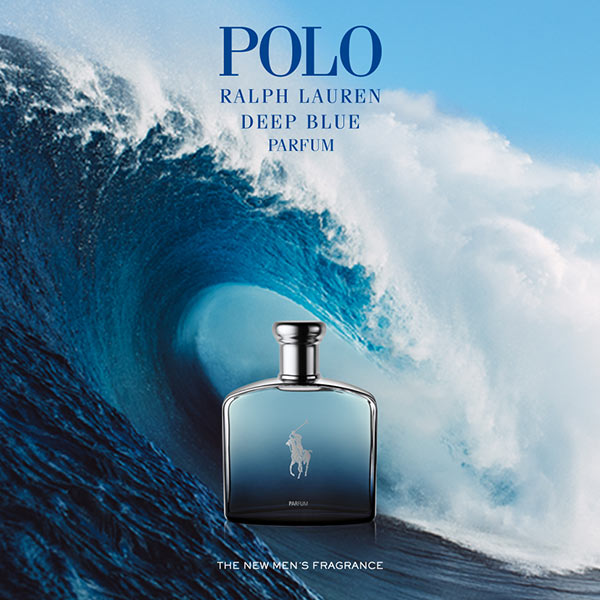 POLO
RALPH LAUREN
DEEP BLUE
PARFUM
PARFUM
THE NEW MEN'S FRAGRANCE